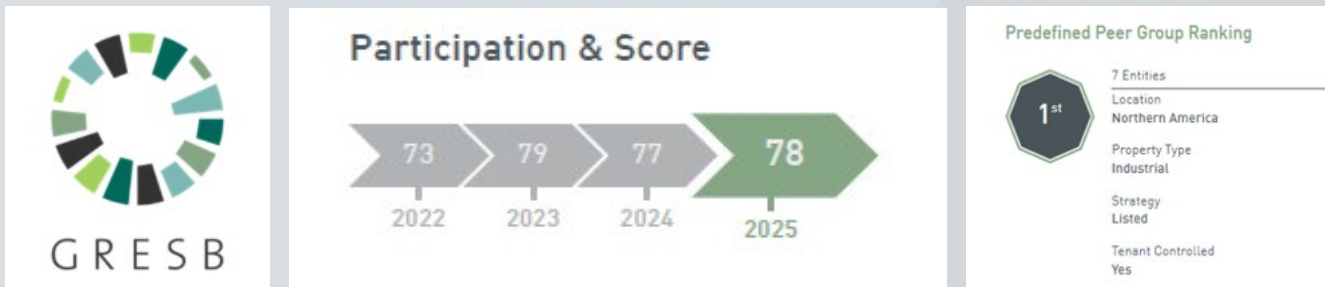 GRESB
Participation & Score
73 79 77 78
2022 2023 2024 2025
Predefined Peer Group Ranking
1st
7 Entities
Location
Northern America
Property Type
Industrial
Strategy
Listed
Tenant Controlled
Yes